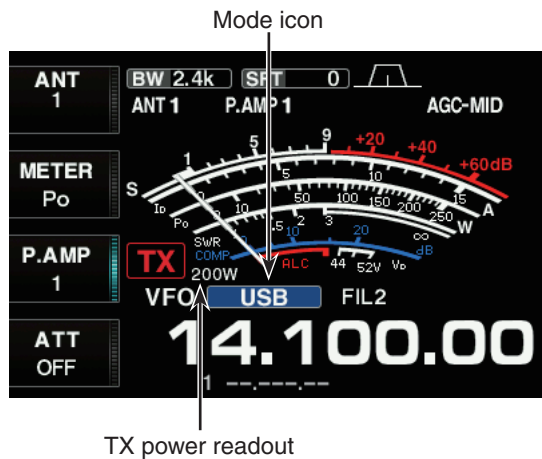 Mode icon
ANT
1
BW 2.4k SFT 0
ANT 1 P.AMP 1 AGC-MID
METER
Po
S 1 5 9 +20 +40 +60dB
ID 0 5 10 15 A
Po 0 10 50 100 150 200 250 W
SWR 1 .5 2 3 ∞
COMP 0 10 20 dB
ALC 44 52V VD
P.AMP
1
TX
200W
VFO USB FIL2
ATT
OFF
14.100.00
1 --.---.--
TX power readout